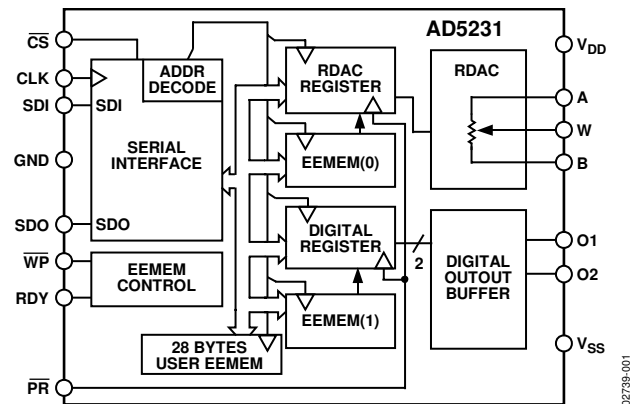 AD5231
CS
CLK
SDI
GND
SDO
WP
RDY
PR
ADDR
DECODE
SDI
SERIAL
INTERFACE
SDO
EEMEM
CONTROL
28 BYTES
USER EEMEM
RDAC
REGISTER
EEMEM(0)
DIGITAL
REGISTER
EEMEM(1)
2
RDAC
DIGITAL
OUTOUT
BUFFER
VDD
A
W
B
O1
O2
VSS
02739-001